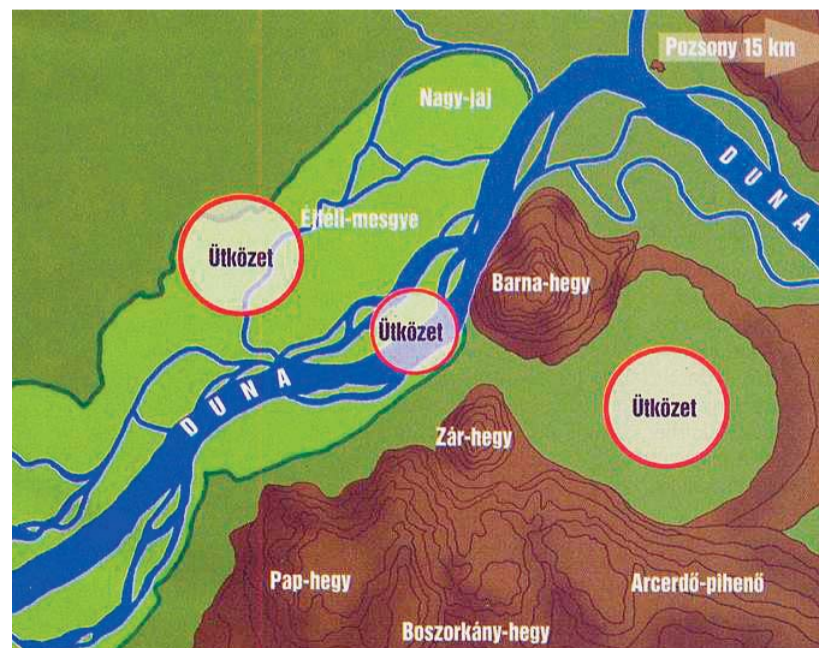 Pozsony 15 km
Nagy-jaj
DUNA
Éjféli-mesgye
Ütközet
Barna-hegy
Ütközet
DUNA
Ütközet
Zár-hegy
Pap-hegy
Arcerdő-pihenő
Boszorkány-hegy